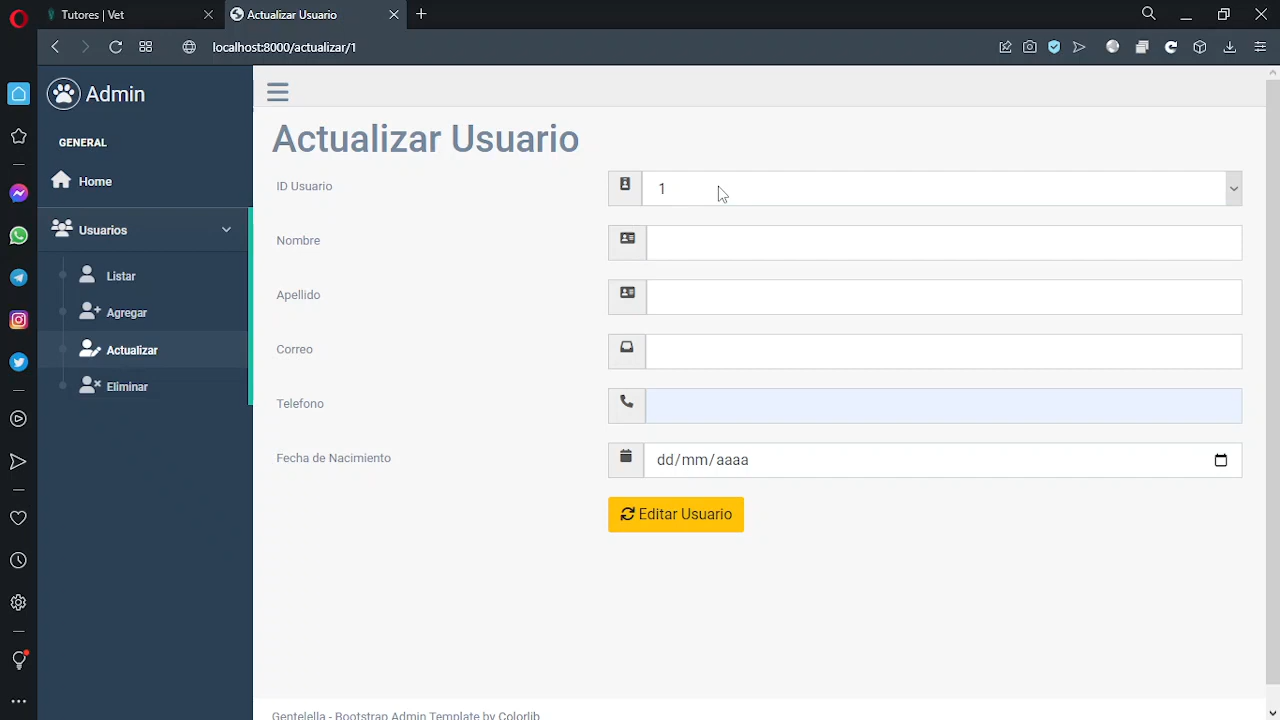 Tutores | Vet
Actualizar Usuario
localhost:8000/actualizar/1
Admin
GENERAL
Home
Usuarios
Listar
Agregar
Actualizar
Eliminar
Actualizar Usuario
ID Usuario
1
Nombre
Apellido
Correo
Telefono
Fecha de Nacimiento
dd/mm/aaaa
Editar Usuario
Gentelella - Bootstrap Admin Template by Colorlib